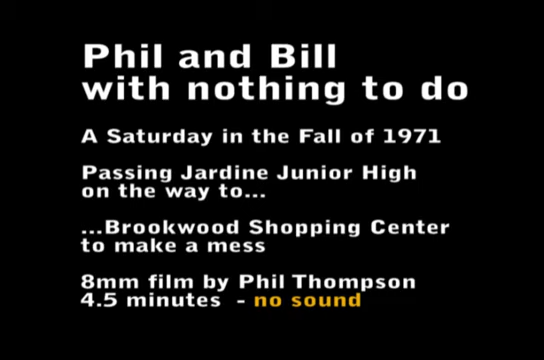 Phil and Bill
with nothing to do
A Saturday in the Fall of 1971
Passing Jardine Junior High
on the way to...
...Brookwood Shopping Center
to make a mess
8mm film by Phil Thompson
4.5 minutes - no sound